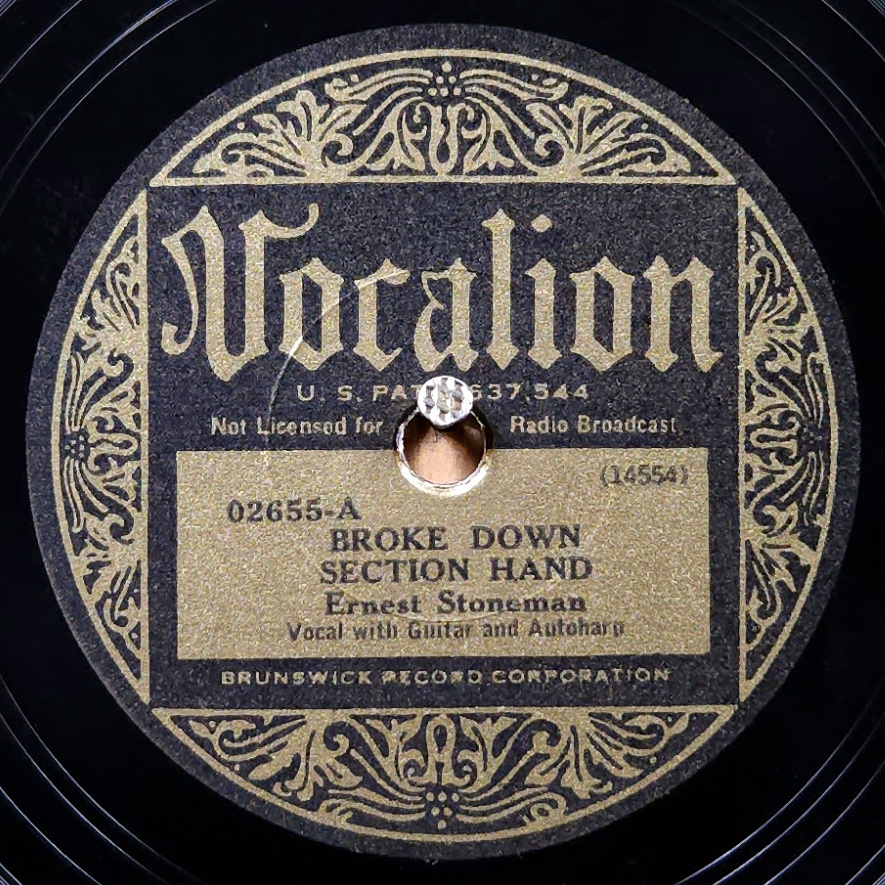 Vocalion
U. S. PAT. 1637,544
Not Licensed for Radio Broadcast
(14554)
02655-A
BROKE DOWN
SECTION HAND
Ernest Stoneman
Vocal with Guitar and Autoharp
BRUNSWICK RECORD CORPORATION